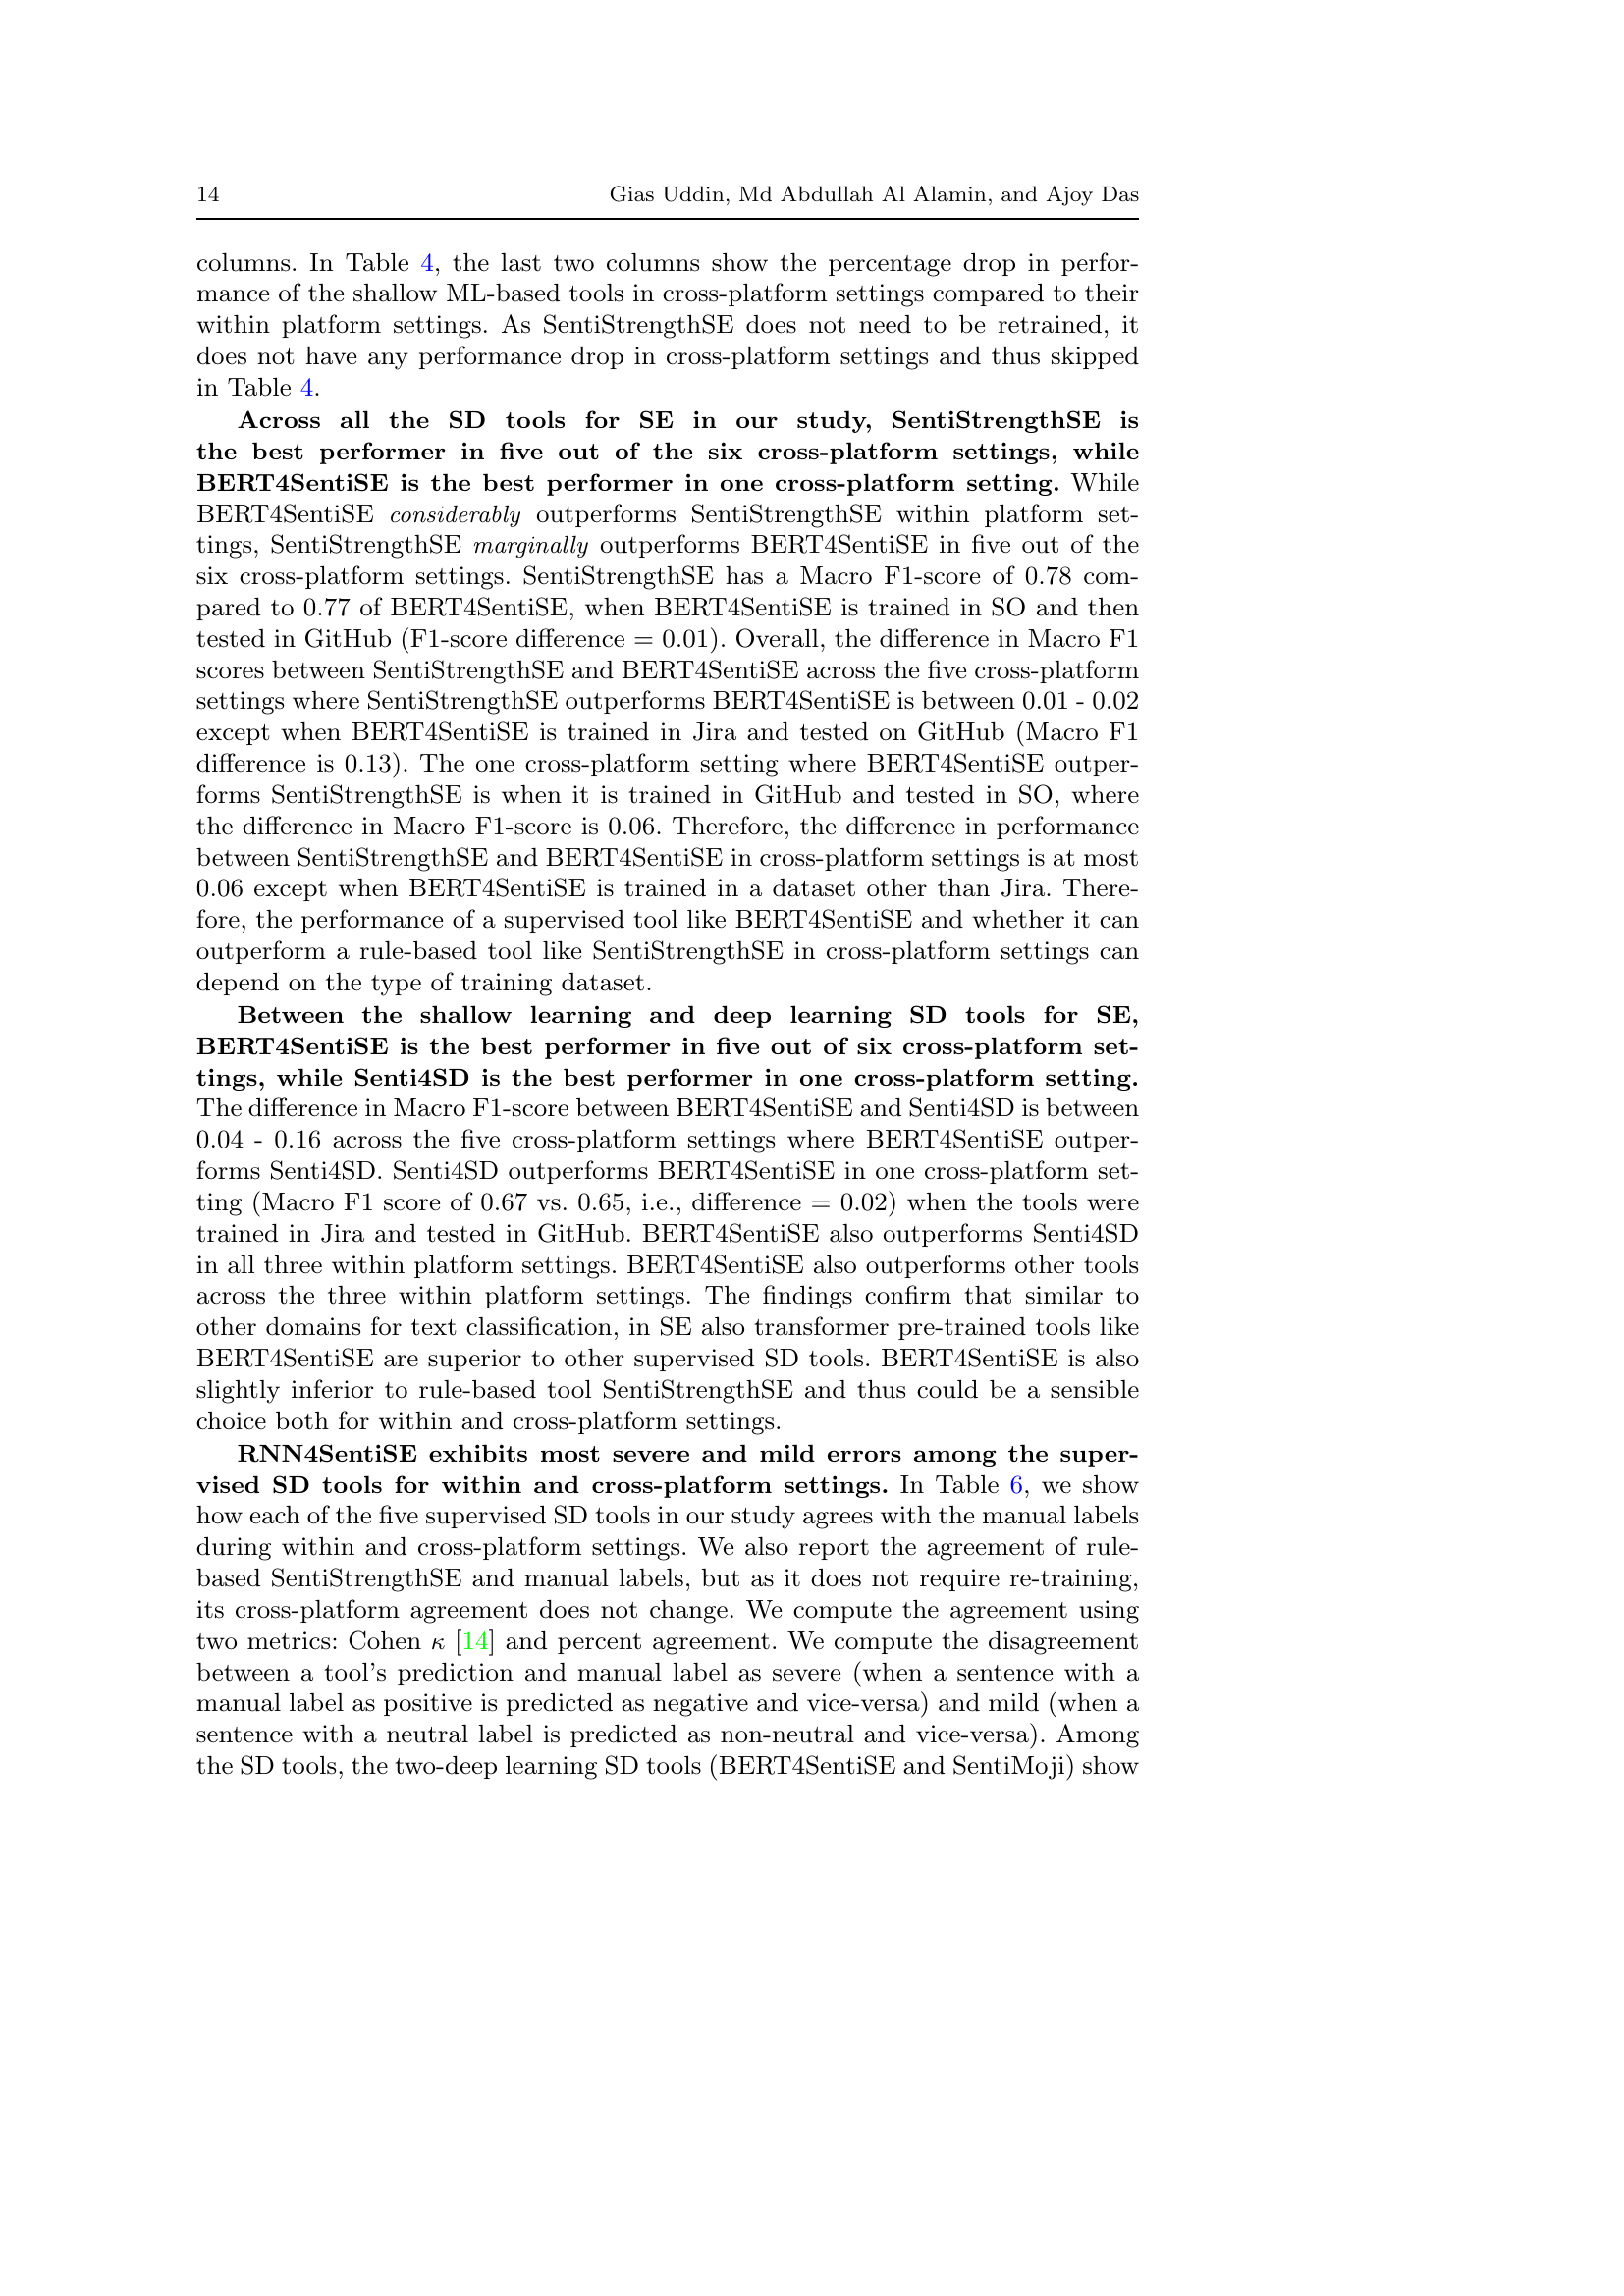 14 Gias Uddin, Md Abdullah Al Alamin, and Ajoy Das
columns. In Table 4, the last two columns show the percentage drop in perfor-
mance of the shallow ML-based tools in cross-platform settings compared to their
within platform settings. As SentiStrengthSE does not need to be retrained, it
does not have any performance drop in cross-platform settings and thus skipped
in Table 4.
Across all the SD tools for SE in our study, SentiStrengthSE is
the best performer in five out of the six cross-platform settings, while
BERT4SentiSE is the best performer in one cross-platform setting. While
BERT4SentiSE considerably outperforms SentiStrengthSE within platform set-
tings, SentiStrengthSE marginally outperforms BERT4SentiSE in five out of the
six cross-platform settings. SentiStrengthSE has a Macro F1-score of 0.78 com-
pared to 0.77 of BERT4SentiSE, when BERT4SentiSE is trained in SO and then
tested in GitHub (F1-score difference = 0.01). Overall, the difference in Macro F1
scores between SentiStrengthSE and BERT4SentiSE across the five cross-platform
settings where SentiStrengthSE outperforms BERT4SentiSE is between 0.01 - 0.02
except when BERT4SentiSE is trained in Jira and tested on GitHub (Macro F1
difference is 0.13). The one cross-platform setting where BERT4SentiSE outper-
forms SentiStrengthSE is when it is trained in GitHub and tested in SO, where
the difference in Macro F1-score is 0.06. Therefore, the difference in performance
between SentiStrengthSE and BERT4SentiSE in cross-platform settings is at most
0.06 except when BERT4SentiSE is trained in a dataset other than Jira. There-
fore, the performance of a supervised tool like BERT4SentiSE and whether it can
outperform a rule-based tool like SentiStrengthSE in cross-platform settings can
depend on the type of training dataset.
Between the shallow learning and deep learning SD tools for SE,
BERT4SentiSE is the best performer in five out of six cross-platform set-
tings, while Senti4SD is the best performer in one cross-platform setting.
The difference in Macro F1-score between BERT4SentiSE and Senti4SD is between
0.04 - 0.16 across the five cross-platform settings where BERT4SentiSE outper-
forms Senti4SD. Senti4SD outperforms BERT4SentiSE in one cross-platform set-
ting (Macro F1 score of 0.67 vs. 0.65, i.e., difference = 0.02) when the tools were
trained in Jira and tested in GitHub. BERT4SentiSE also outperforms Senti4SD
in all three within platform settings. BERT4SentiSE also outperforms other tools
across the three within platform settings. The findings confirm that similar to
other domains for text classification, in SE also transformer pre-trained tools like
BERT4SentiSE are superior to other supervised SD tools. BERT4SentiSE is also
slightly inferior to rule-based tool SentiStrengthSE and thus could be a sensible
choice both for within and cross-platform settings.
RNN4SentiSE exhibits most severe and mild errors among the super-
vised SD tools for within and cross-platform settings. In Table 6, we show
how each of the five supervised SD tools in our study agrees with the manual labels
during within and cross-platform settings. We also report the agreement of rule-
based SentiStrengthSE and manual labels, but as it does not require re-training,
its cross-platform agreement does not change. We compute the agreement using
two metrics: Cohen κ [14] and percent agreement. We compute the disagreement
between a tool's prediction and manual label as severe (when a sentence with a
manual label as positive is predicted as negative and vice-versa) and mild (when a
sentence with a neutral label is predicted as non-neutral and vice-versa). Among
the SD tools, the two-deep learning SD tools (BERT4SentiSE and SentiMoji) show